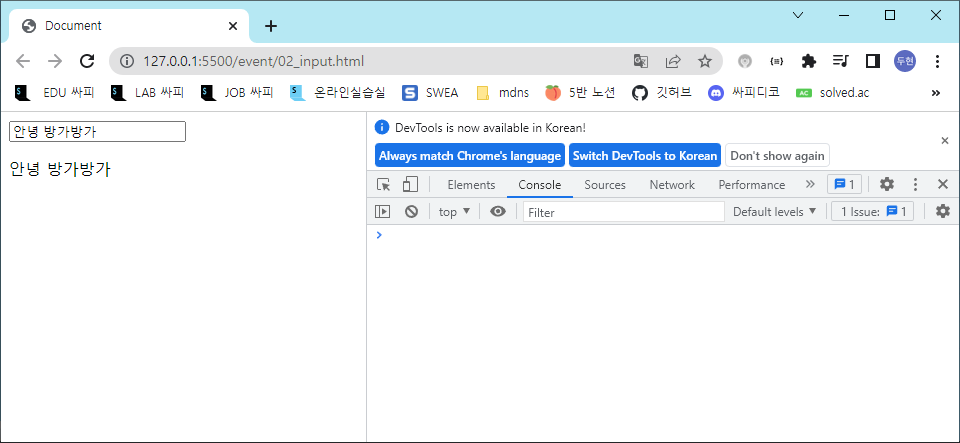 Document
127.0.0.1:5500/event/02_input.html
두현
EDU 싸피 LAB 싸피 JOB 싸피 온라인실습실 SWEA mdns 5반 노션 깃허브 싸피디코 solved.ac
안녕 방가방가
안녕 방가방가
DevTools is now available in Korean!
Always match Chrome's language Switch DevTools to Korean Don't show again
Elements Console Sources Network Performance 1
top Filter Default levels 1 Issue: 1